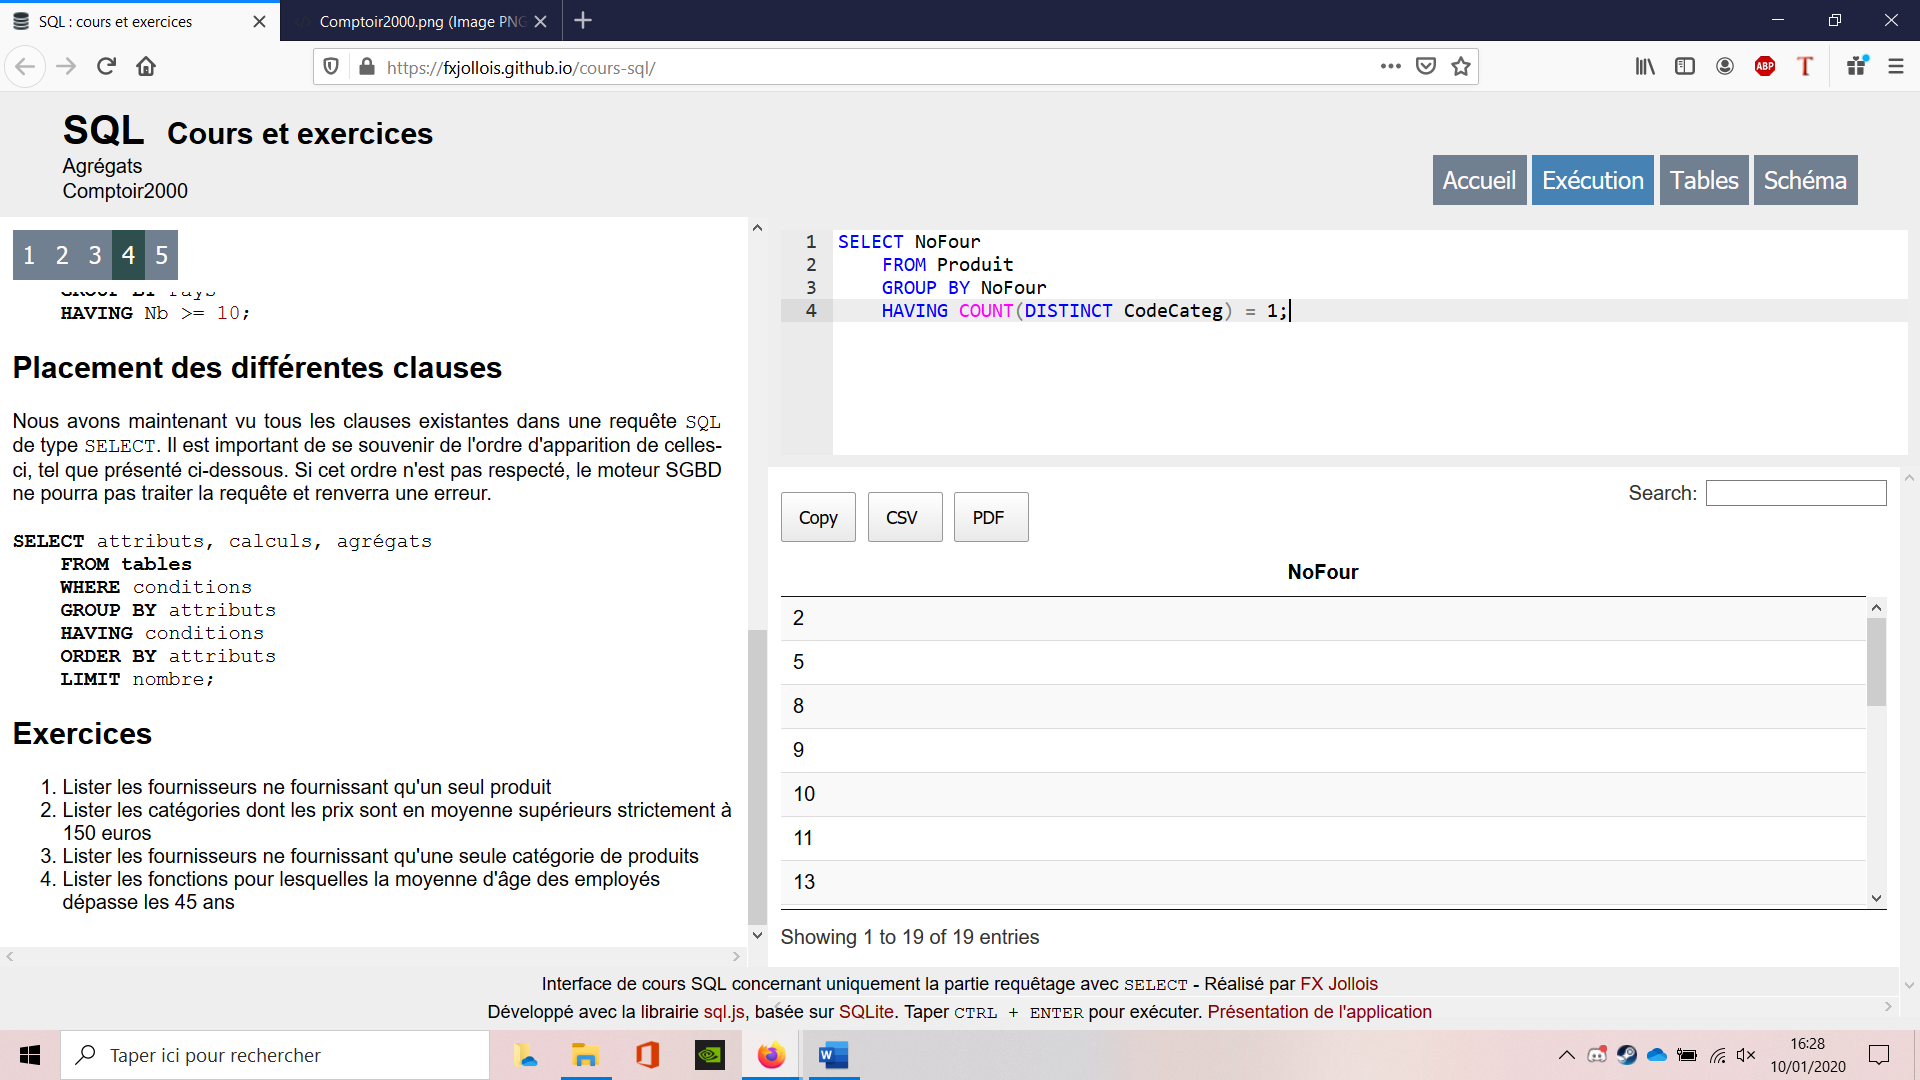 SQL : cours et exercices
Comptoir2000.png (Image PNG
https://fxjollois.github.io/cours-sql/
ABP
T
SQL Cours et exercices
Agrégats
Comptoir2000
Accueil Exécution Tables Schéma
1 2 3 4 5
GROUP BY Pays
HAVING Nb >= 10;
Placement des différentes clauses
Nous avons maintenant vu tous les clauses existantes dans une requête SQL
de type SELECT. Il est important de se souvenir de l'ordre d'apparition de celles-
ci, tel que présenté ci-dessous. Si cet ordre n'est pas respecté, le moteur SGBD
ne pourra pas traiter la requête et renverra une erreur.
SELECT attributs, calculs, agrégats
FROM tables
WHERE conditions
GROUP BY attributs
HAVING conditions
ORDER BY attributs
LIMIT nombre;
Exercices
1. Lister les fournisseurs ne fournissant qu'un seul produit
2. Lister les catégories dont les prix sont en moyenne supérieurs strictement à
150 euros
3. Lister les fournisseurs ne fournissant qu'une seule catégorie de produits
4. Lister les fonctions pour lesquelles la moyenne d'âge des employés
dépasse les 45 ans
1 SELECT NoFour
2 FROM Produit
3 GROUP BY NoFour
4 HAVING COUNT(DISTINCT CodeCateg) = 1;
Copy CSV PDF
Search:
NoFour
2
5
8
9
10
11
13
Showing 1 to 19 of 19 entries
Interface de cours SQL concernant uniquement la partie requêtage avec SELECT - Réalisé par FX Jollois
Développé avec la librairie sql.js, basée sur SQLite. Taper CTRL + ENTER pour exécuter. Présentation de l'application
Taper ici pour rechercher
16:28
10/01/2020